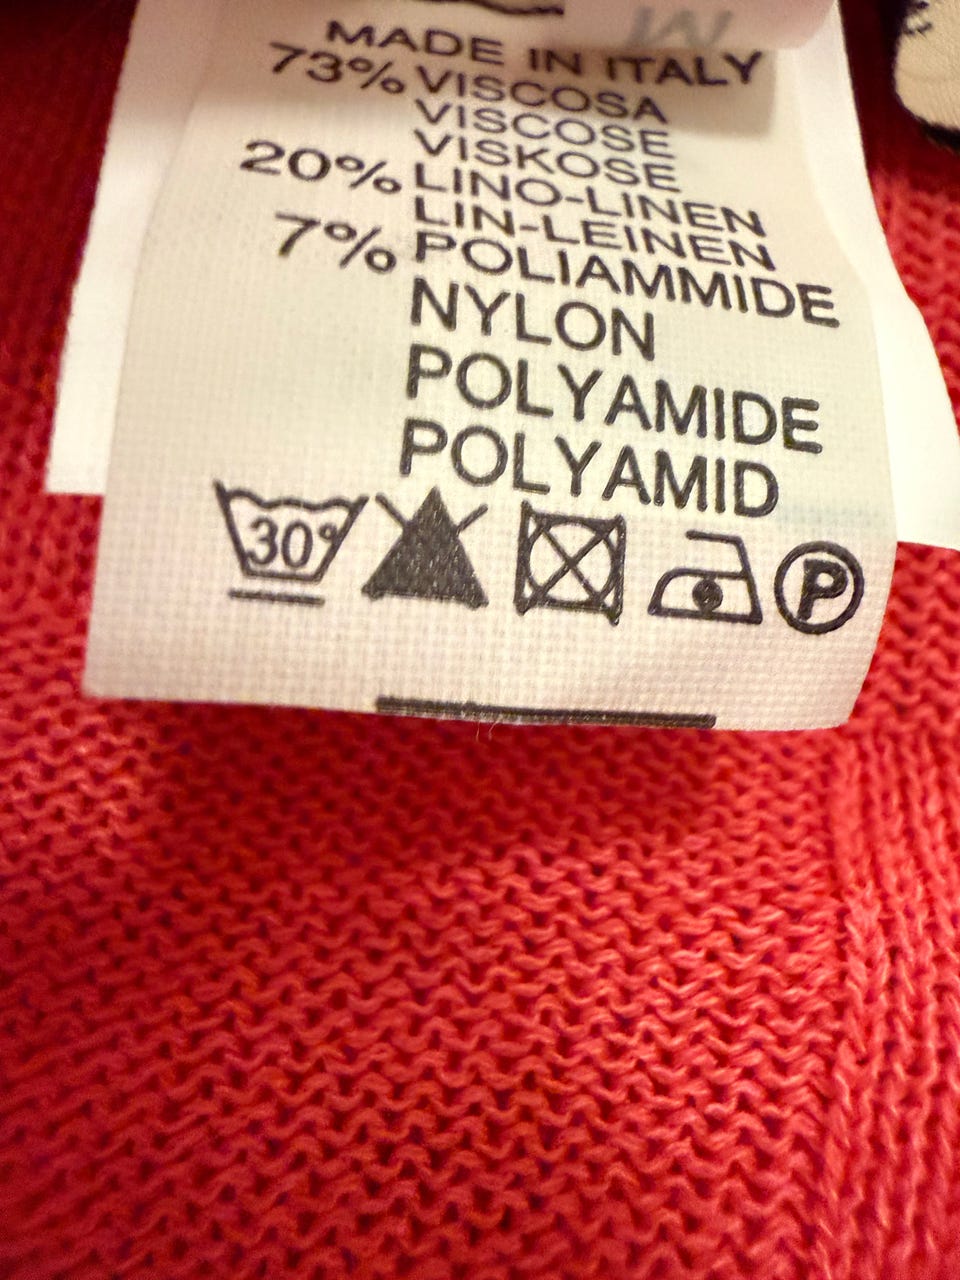 MADE IN ITALY
73% VISCOSA
VISCOSE
VISKOSE
20% LINO-LINEN
LIN-LEINEN
7% POLIAMMIDE
NYLON
POLYAMIDE
POLYAMID
30°
P